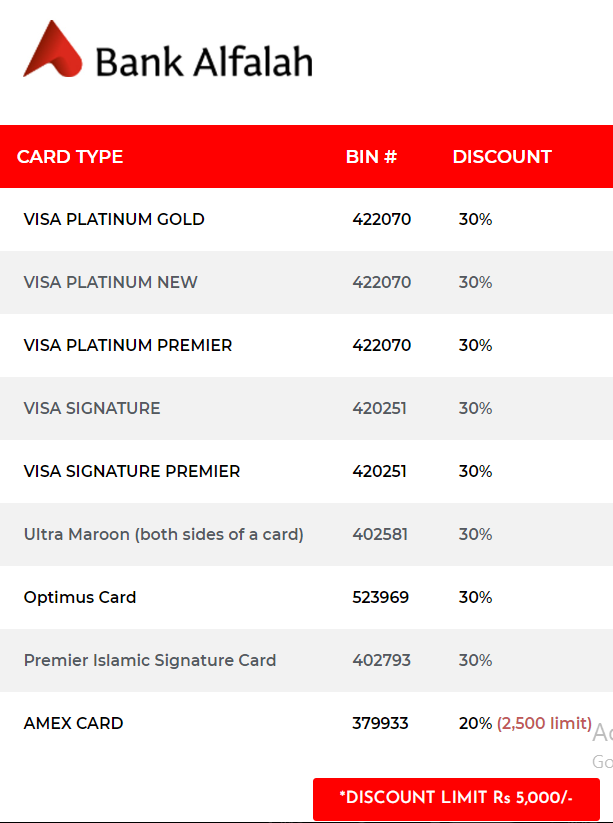 Bank Alfalah
CARD TYPE BIN # DISCOUNT
VISA PLATINUM GOLD 422070 30%
VISA PLATINUM NEW 422070 30%
VISA PLATINUM PREMIER 422070 30%
VISA SIGNATURE 420251 30%
VISA SIGNATURE PREMIER 420251 30%
Ultra Maroon (both sides of a card) 402581 30%
Optimus Card 523969 30%
Premier Islamic Signature Card 402793 30%
AMEX CARD 379933 20% (2,500 limit)
*DISCOUNT LIMIT Rs 5,000/-